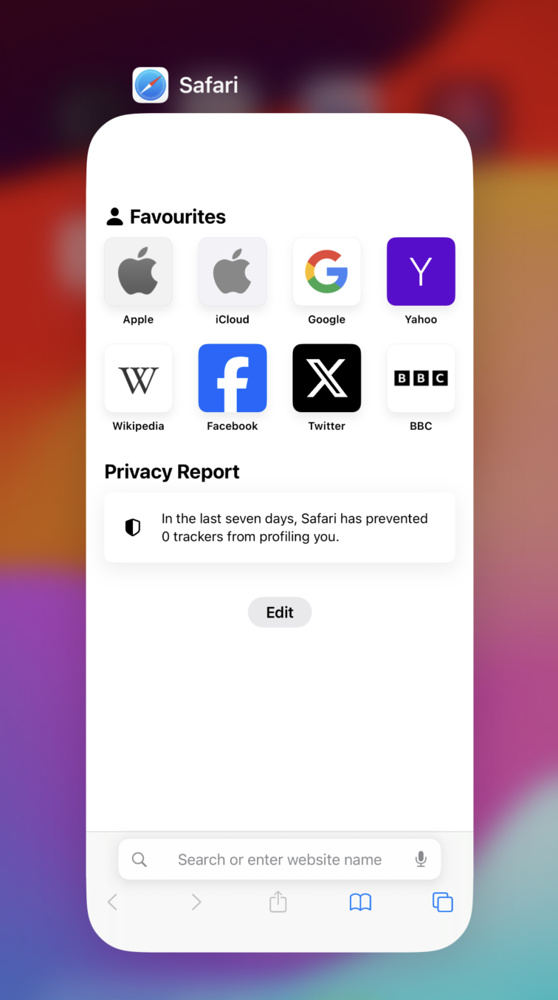 Safari
Favourites
Apple
iCloud
Google
Y
Yahoo
W
Wikipedia
Facebook
Twitter
BBC
BBC
Privacy Report
In the last seven days, Safari has prevented
0 trackers from profiling you.
Edit
Search or enter website name